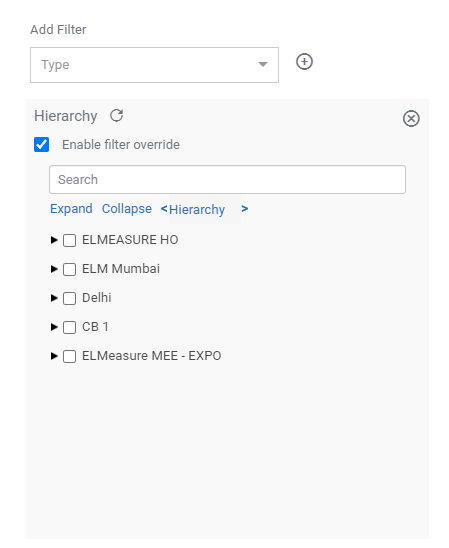 Add Filter
Type
Hierarchy
Enable filter override
Search
Expand Collapse <Hierarchy >
ELMEASURE HO
ELM Mumbai
Delhi
CB 1
ELMeasure MEE - EXPO